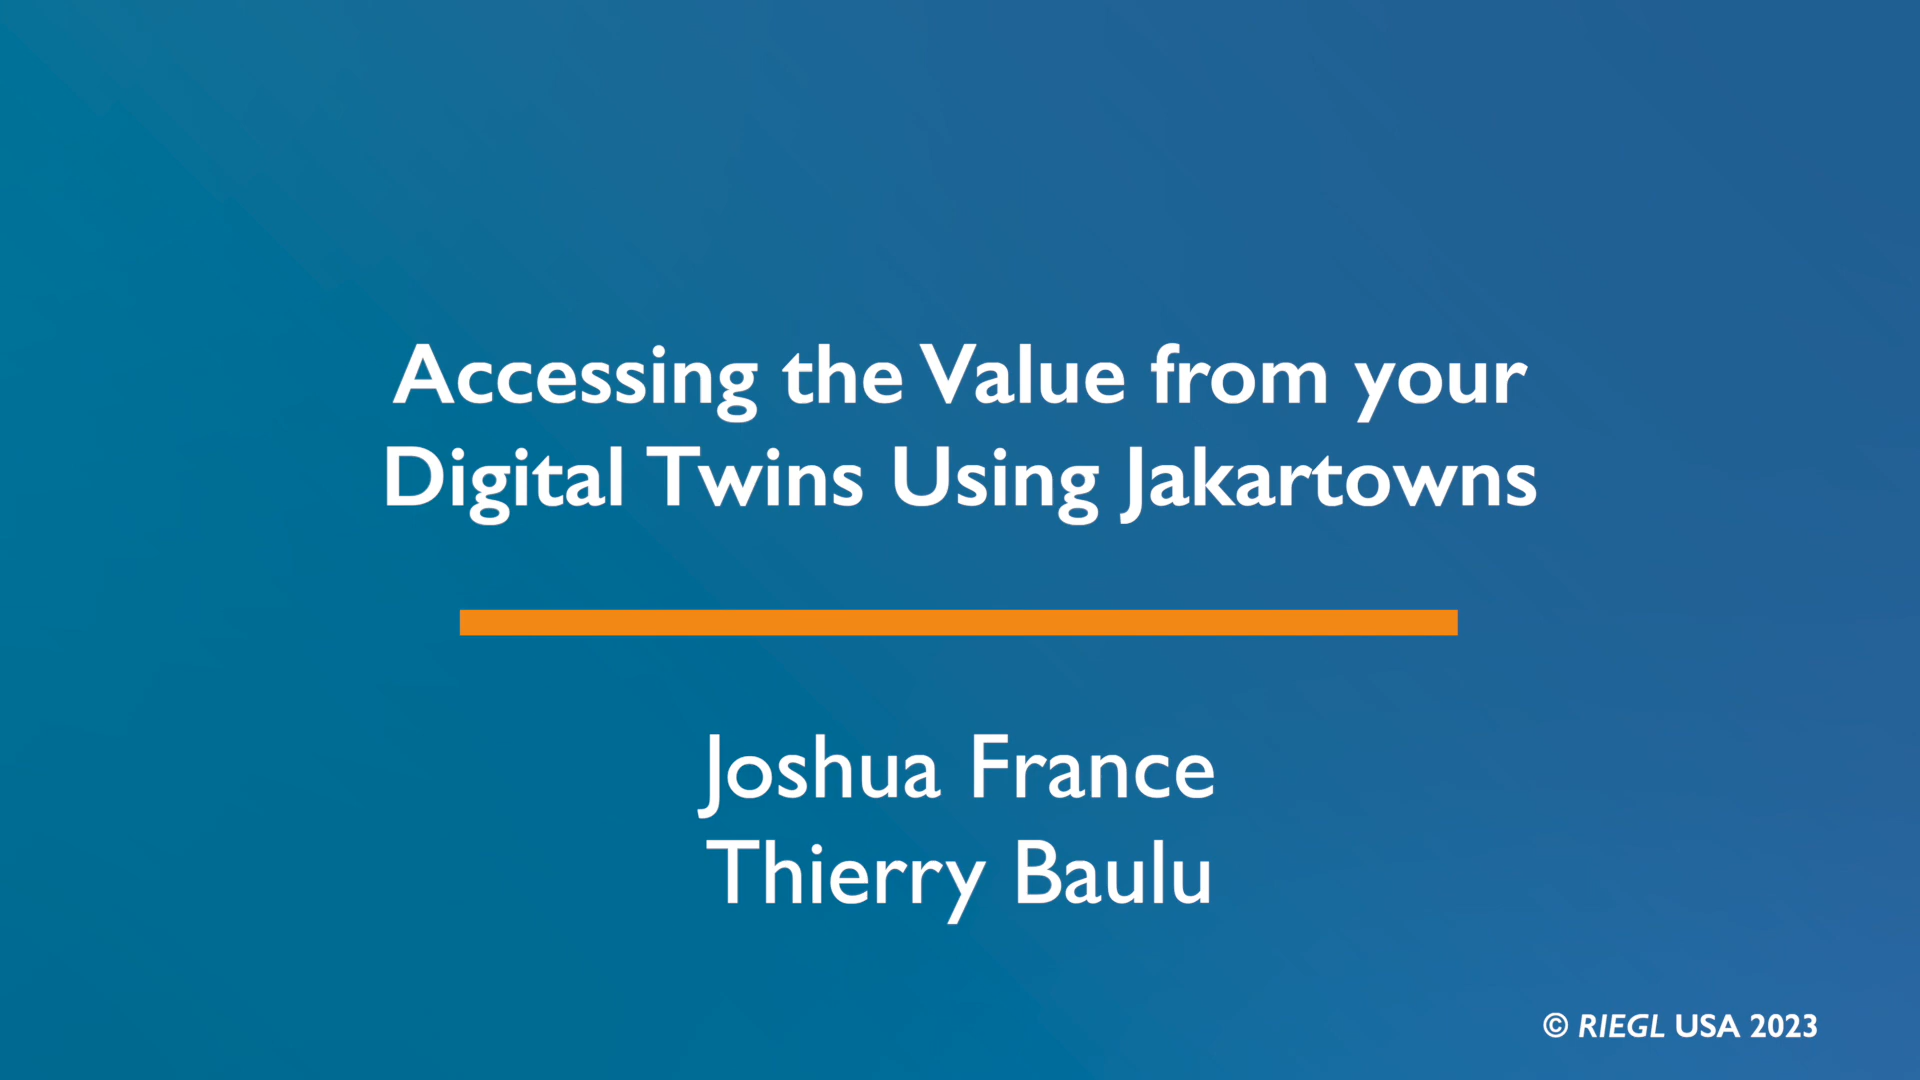 Accessing the Value from your
Digital Twins Using Jakartowns
Joshua France
Thierry Baulu
© RIEGL USA 2023